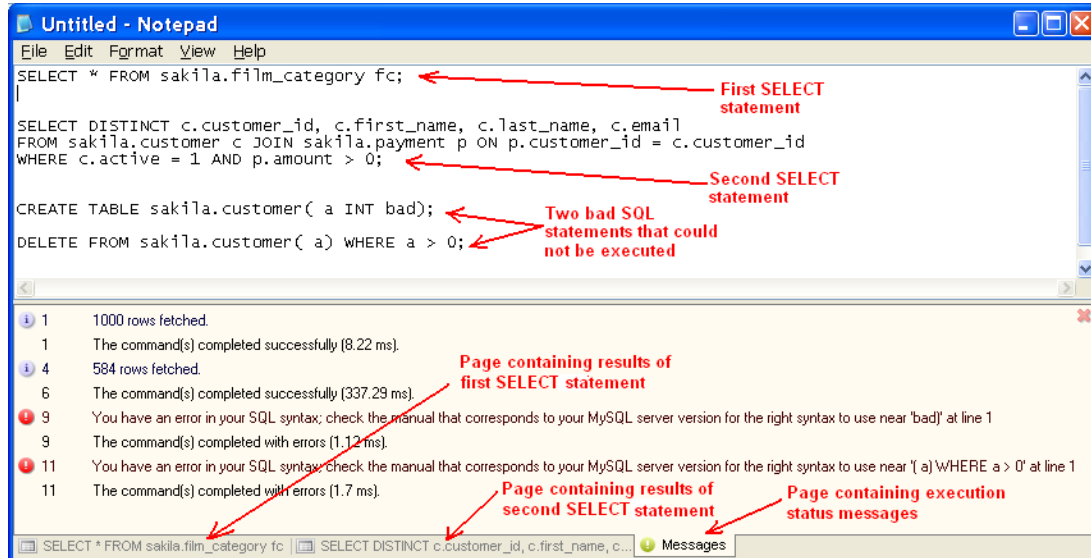 Untitled - Notepad
File Edit Format View Help
SELECT * FROM sakila.film_category fc;
First SELECT
statement
SELECT DISTINCT c.customer_id, c.first_name, c.last_name, c.email
FROM sakila.customer c JOIN sakila.payment p ON p.customer_id = c.customer_id
WHERE c.active = 1 AND p.amount > 0;
Second SELECT
statement
CREATE TABLE sakila.customer( a INT bad);
DELETE FROM sakila.customer( a) WHERE a > 0;
Two bad SQL
statements that could
not be executed
1 1000 rows fetched.
1 The command(s) completed successfully (8.22 ms).
4 584 rows fetched.
6 The command(s) completed successfully (337.29 ms).
Page containing results of
first SELECT statement
9 You have an error in your SQL syntax; check the manual that corresponds to your MySQL server version for the right syntax to use near 'bad)' at line 1
9 The command(s) completed with errors (1.12 ms).
11 You have an error in your SQL syntax; check the manual that corresponds to your MySQL server version for the right syntax to use near '( a) WHERE a > 0' at line 1
11 The command(s) completed with errors (1.7 ms).
Page containing results of
second SELECT statement
Page containing execution
status messages
SELECT * FROM sakila.film_category fc SELECT DISTINCT c.customer_id, c.first_name, c... Messages